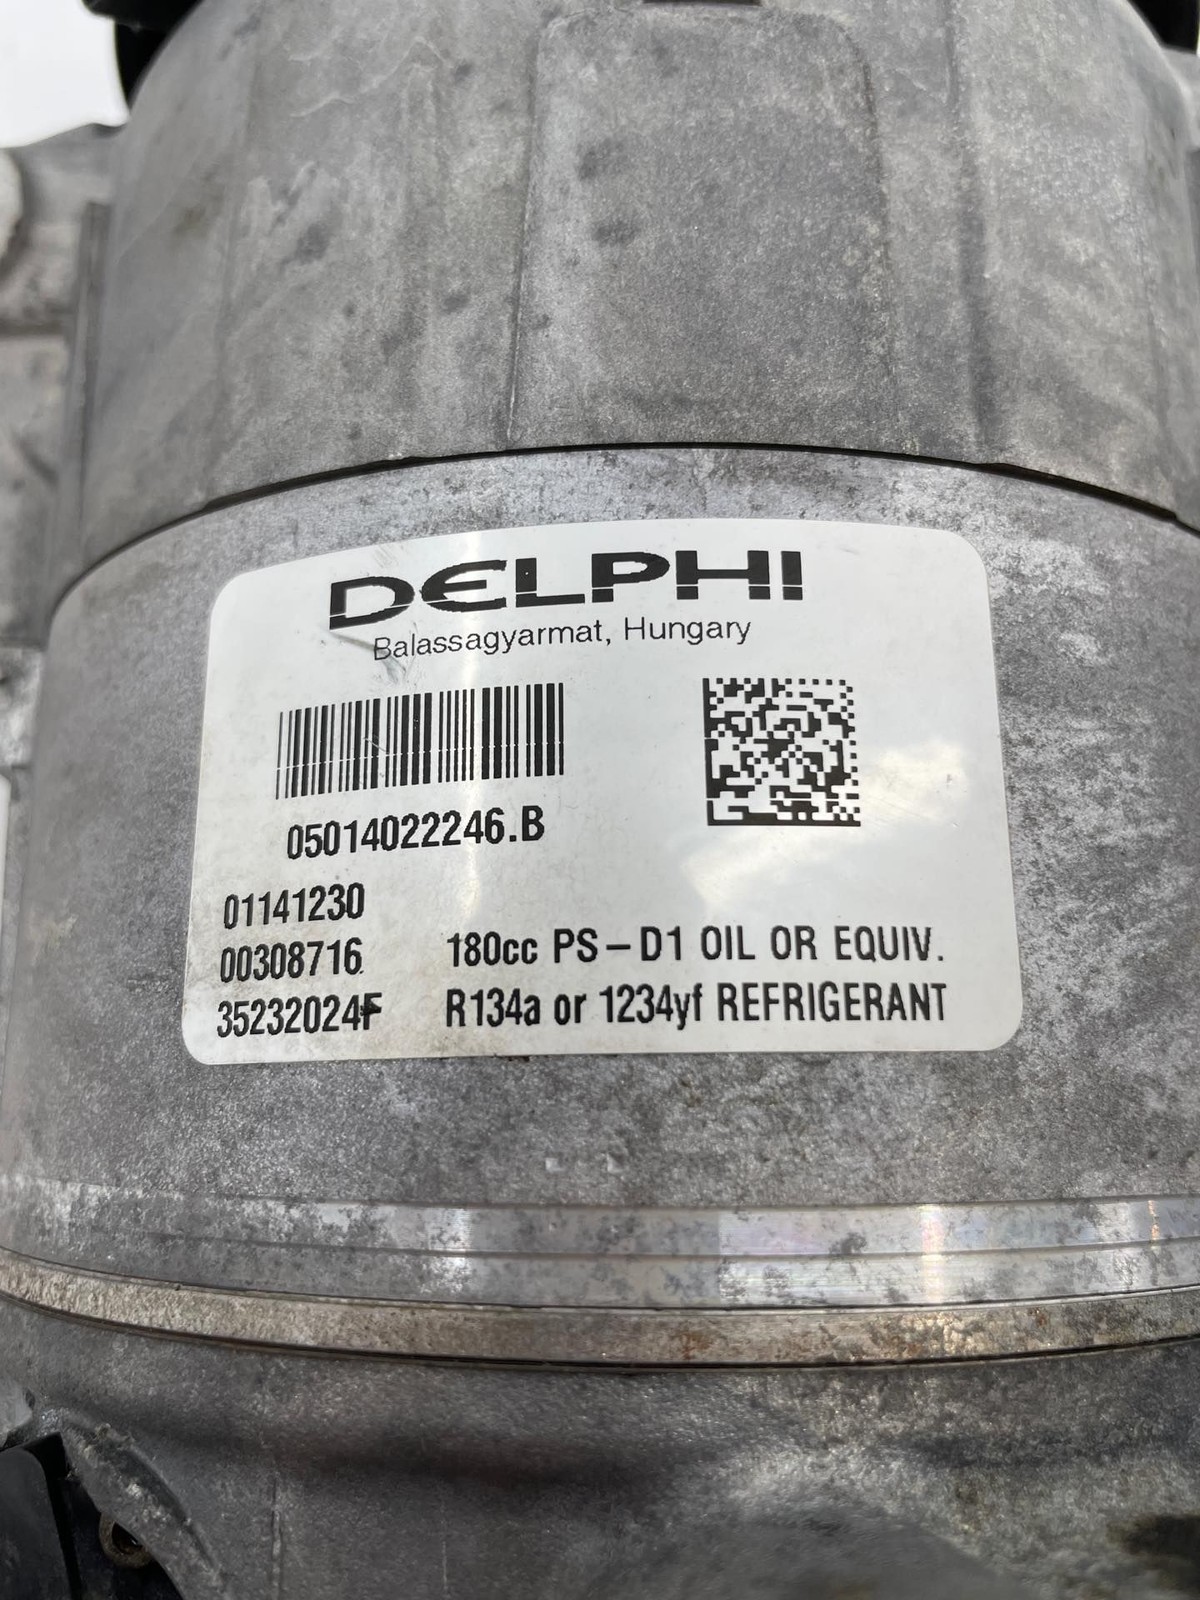 DELPHI
Balassagyarmat, Hungary
05014022246.B
01141230
00308716 180cc PS-D1 OIL OR EQUIV.
35232024F R134a or 1234yf REFRIGERANT